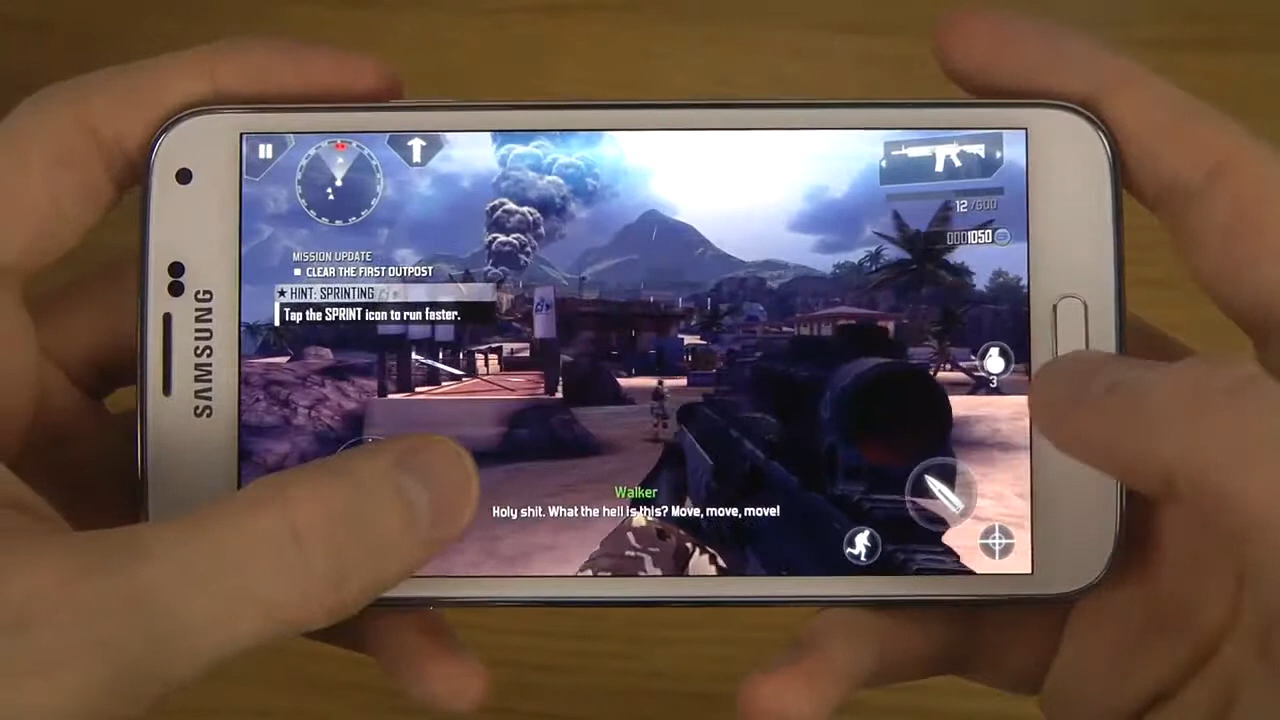 SAMSUNG
MISSION UPDATE
CLEAR THE FIRST OUTPOST
HINT: SPRINTING
Tap the SPRINT icon to run faster.
12/600
0001050
3
Walker
Holy shit. What the hell is this? Move, move, move!